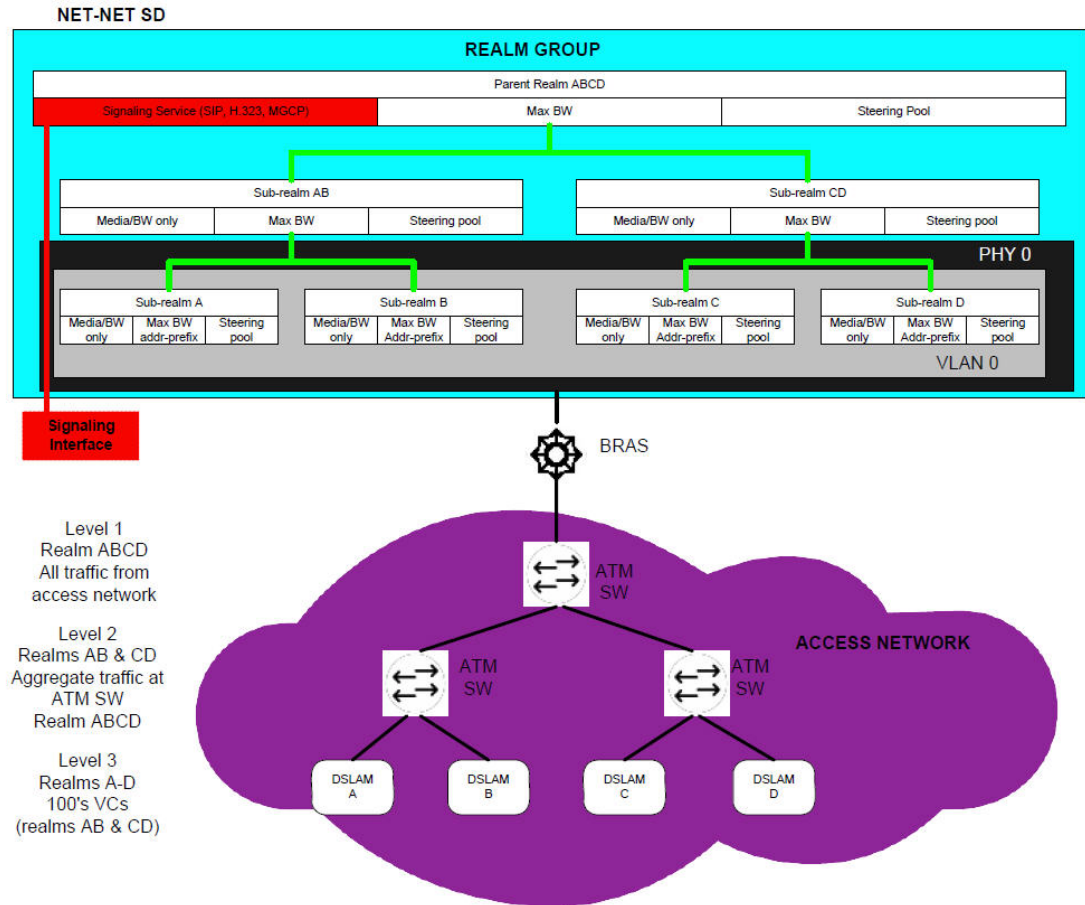 NET-NET SD
REALM GROUP
Parent Realm ABCD
Signaling Service (SIP, H.323, MGCP)
Max BW
Steering Pool
Sub-realm AB
Media/BW only
Max BW
Steering pool
Sub-realm CD
Media/BW only
Max BW
Steering pool
PHY 0
Sub-realm A
Media/BW
only
Max BW
addr-prefix
Steering
pool
Sub-realm B
Media/BW
only
Max BW
Addr-prefix
Steering
pool
Sub-realm C
Media/BW
only
Max BW
Addr-prefix
Steering
pool
Sub-realm D
Media/BW
only
Max BW
Addr-prefix
Steering
pool
VLAN 0
Signaling
Interface
BRAS
Level 1
Realm ABCD
All traffic from
access network
ATM
SW
Level 2
Realms AB & CD
Aggregate traffic at
ATM SW
Realm ABCD
ATM
SW
ATM
SW
ACCESS NETWORK
Level 3
Realms A-D
100's VCs
(realms AB & CD)
DSLAM
A
DSLAM
B
DSLAM
C
DSLAM
D